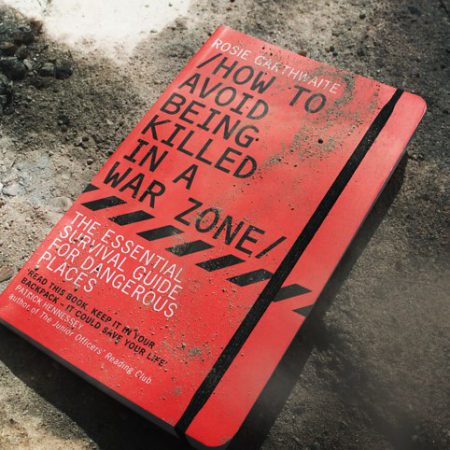 ROSIE GARTHWAITE
/HOW TO
AVOID
BEING
KILLED
IN A
WAR ZONE/
THE ESSENTIAL
SURVIVAL GUIDE
FOR DANGEROUS
PLACES
'READ THIS BOOK, KEEP IT IN YOUR
BACKPACK – IT COULD SAVE YOUR LIFE'
PATRICK HENNESSEY
author of The Junior Officers' Reading Club